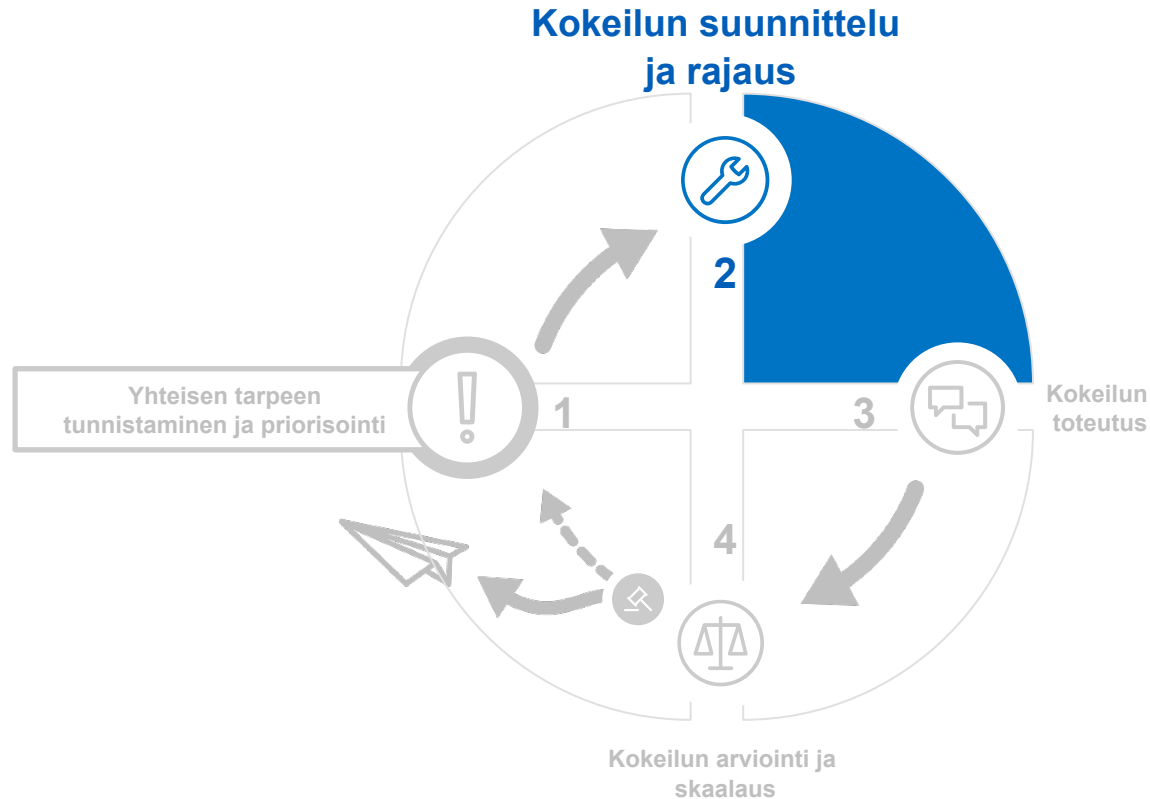 Kokeilun suunnittelu
ja rajaus
2
Yhteisen tarpeen
tunnistaminen ja priorisointi
1
3
Kokeilun
toteutus
4
Kokeilun arviointi ja
skaalaus